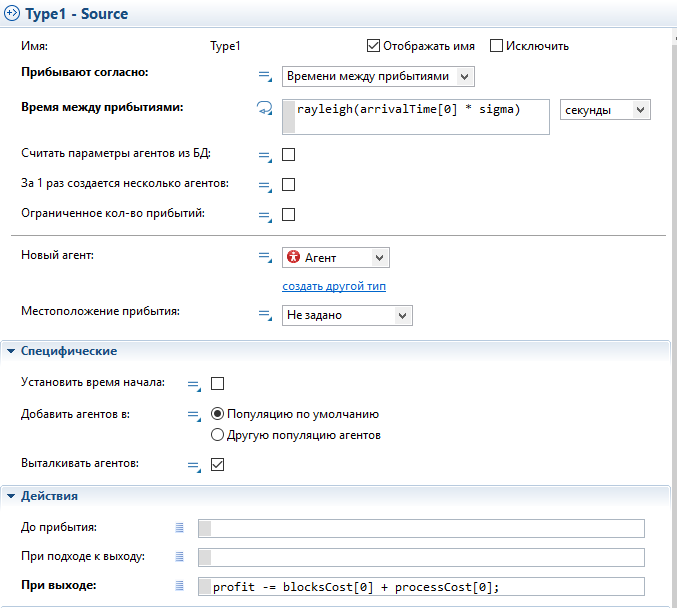 Type1 - Source
Имя: Type1 Отображать имя Исключить
Прибывают согласно: Времени между прибытиями
Время между прибытиями: rayleigh(arrivalTime[0] * sigma) секунды
Считать параметры агентов из БД:
За 1 раз создается несколько агентов:
Ограниченное кол-во прибытий:
Новый агент: Агент
создать другой тип
Местоположение прибытия: Не задано
Специфические
Установить время начала:
Добавить агентов в: Популяцию по умолчанию
Другую популяцию агентов
Выталкивать агентов:
Действия
До прибытия:
При подходе к выходу:
При выходе: profit -= blocksCost[0] + processCost[0];